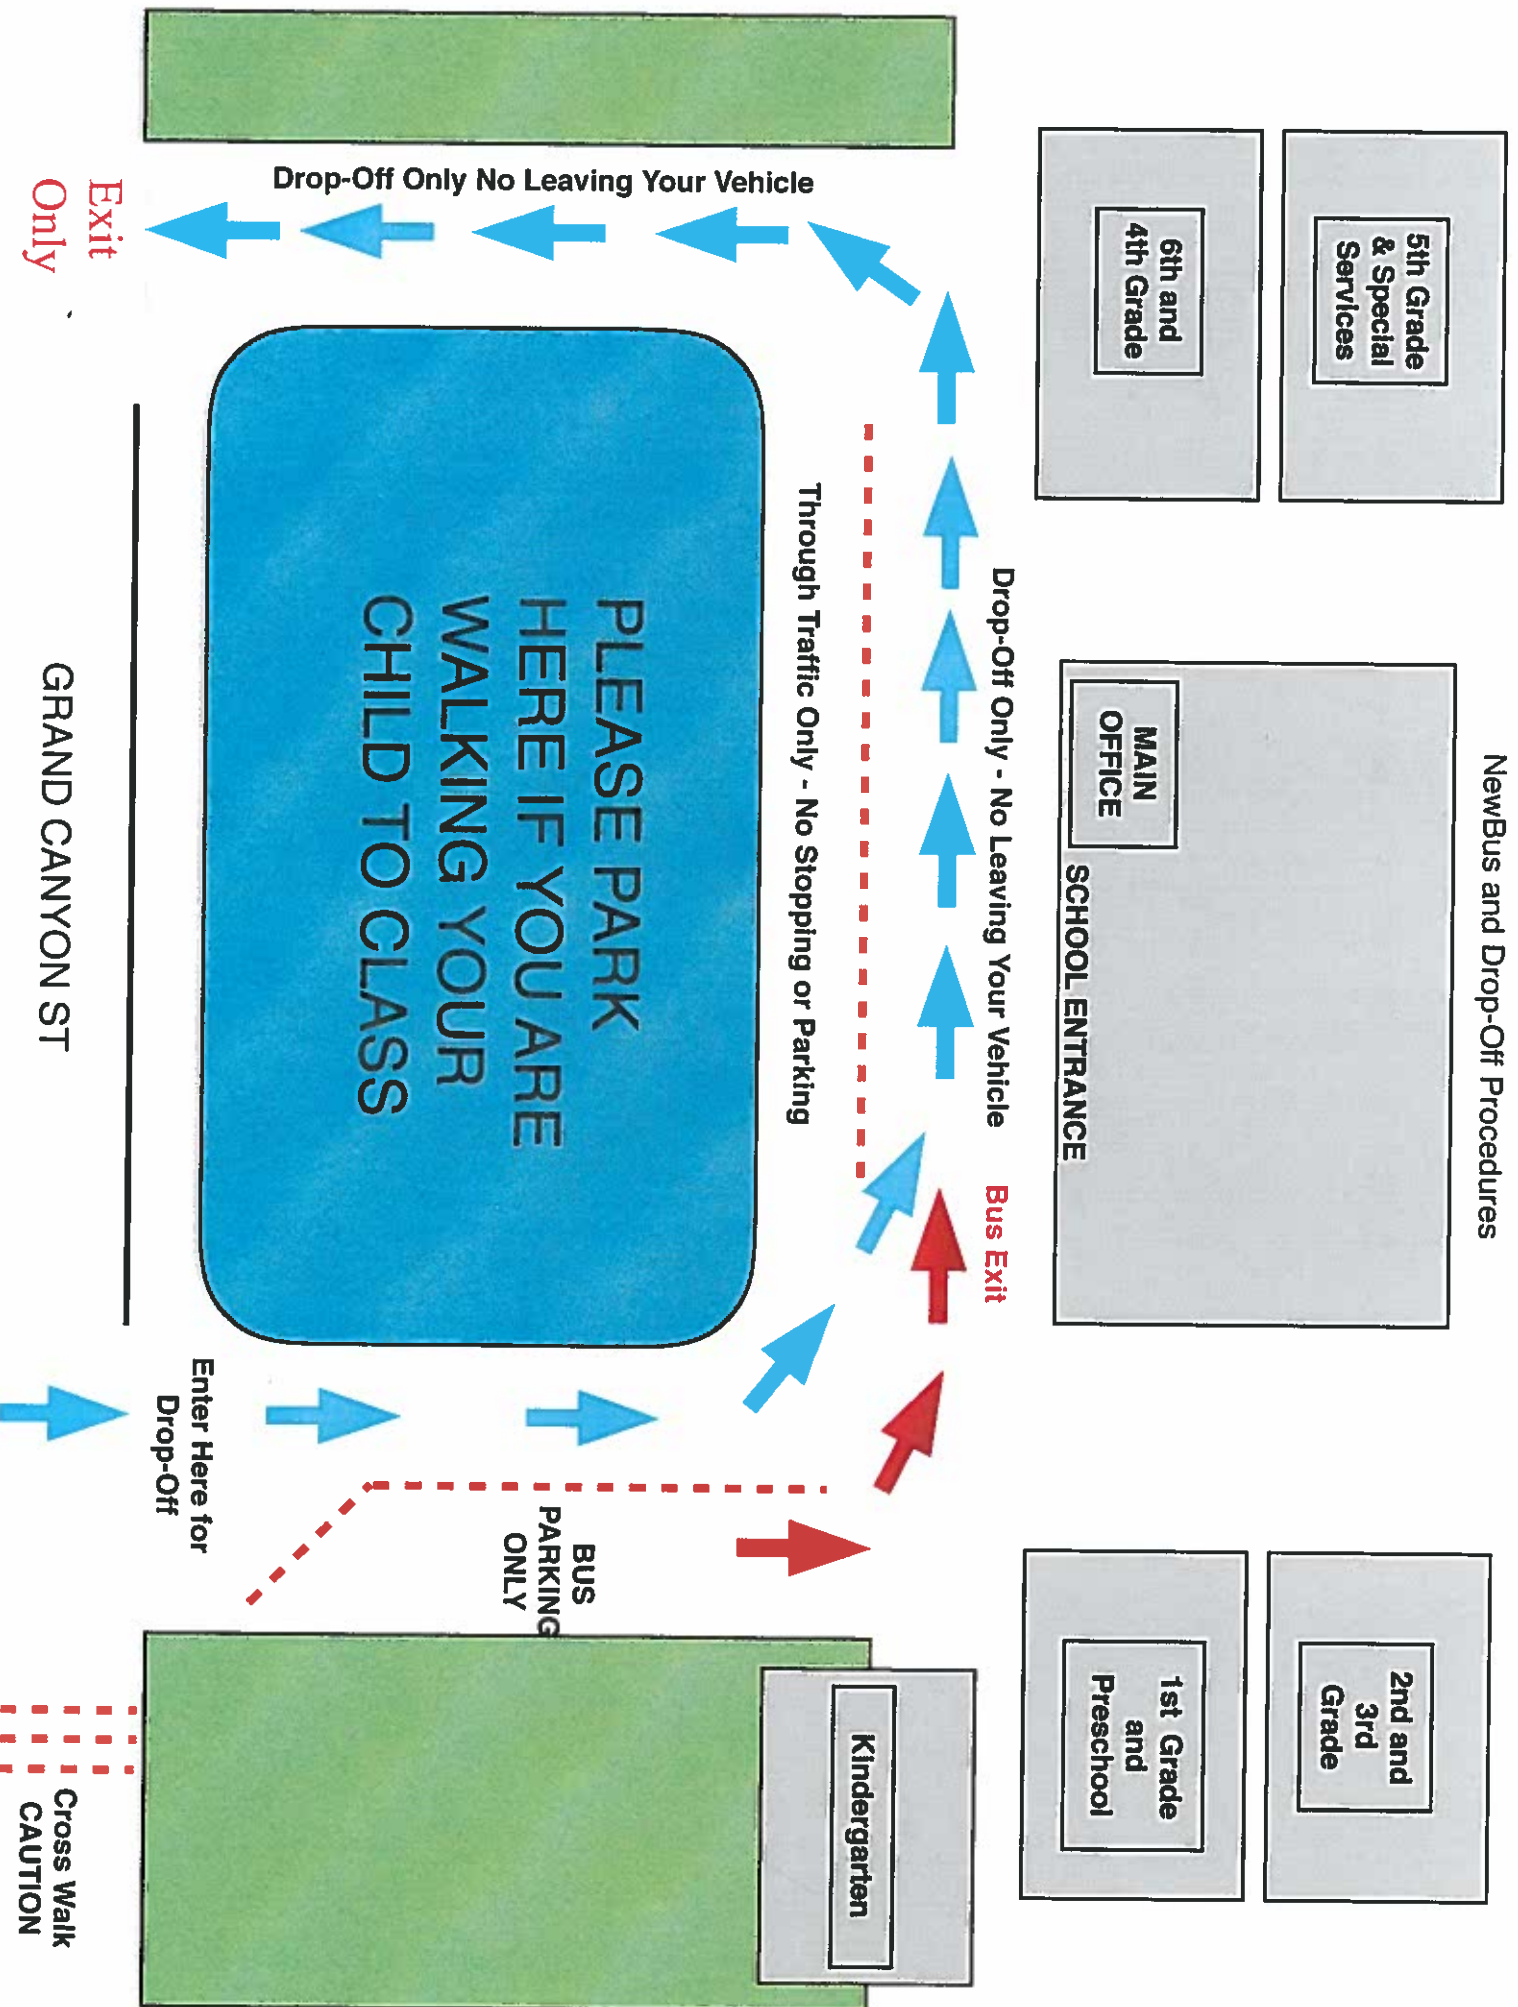 NewBus and Drop-Off Procedures
5th Grade
& Special
Services
6th and
4th Grade
MAIN
OFFICE
SCHOOL ENTRANCE
2nd and
3rd
Grade
1st Grade
and
Preschool
Kindergarten
Drop-Off Only - No Leaving Your Vehicle
Bus Exit
Through Traffic Only - No Stopping or Parking
Drop-Off Only No Leaving Your Vehicle
PLEASE PARK
HERE IF YOU ARE
WALKING YOUR
CHILD TO CLASS
BUS
PARKING
ONLY
Enter Here for
Drop-Off
Exit
Only
GRAND CANYON ST
Cross Walk
CAUTION